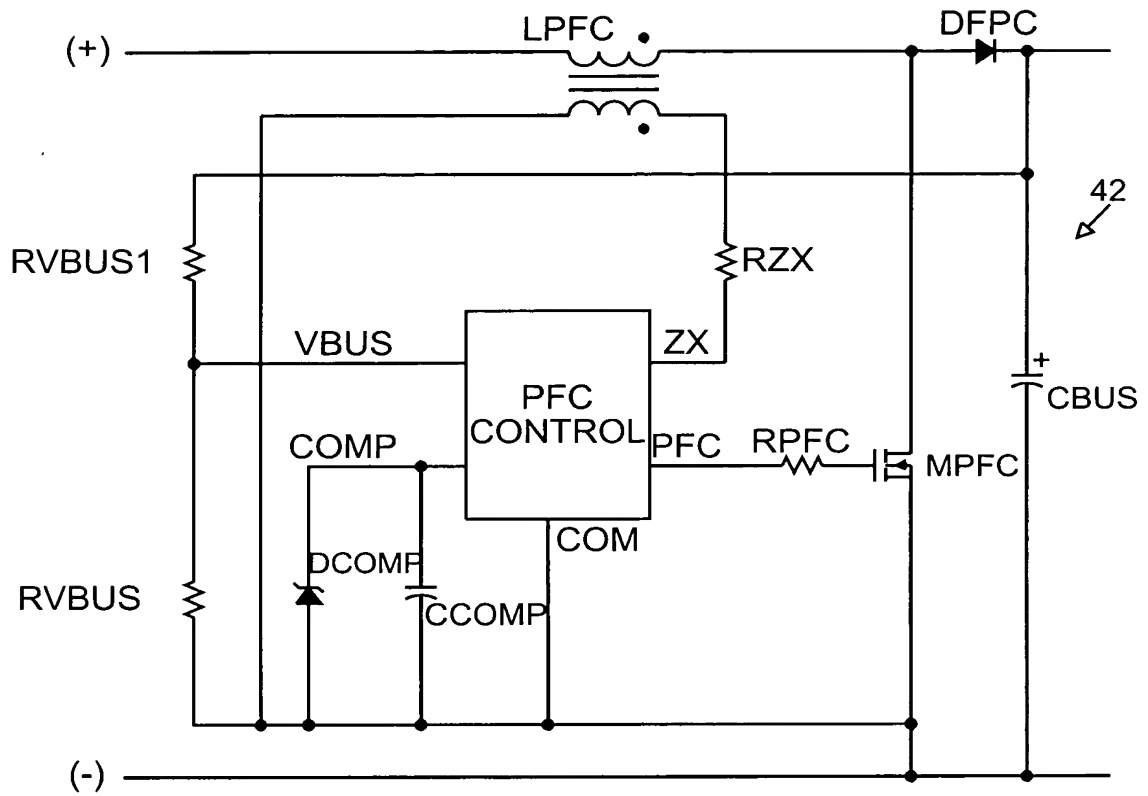 LPFC
DFPC
(+)
42
RVBUS1
RZX
VBUS
ZX
PFC
CONTROL
+
CBUS
COMP
PFC
RPFC
MPFC
COM
DCOMP
RVBUS
CCOMP
(-)